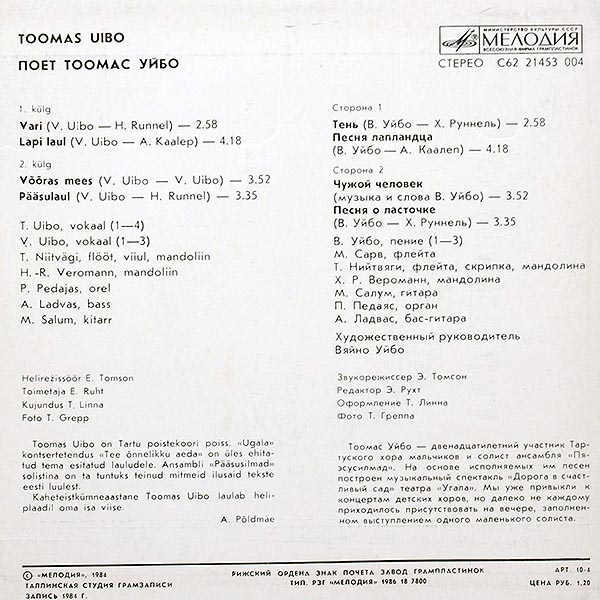 TOOMAS UIBO
ПОЕТ ТООМАС УЙБО
МИНИСТЕРСТВО КУЛЬТУРЫ СССР
МЕЛОДИЯ
ВСЕСОЮЗНАЯ ФИРМА ГРАМПЛАСТИНОК
СТЕРЕО С62 21453 004
1. külg
Vari (V. Uibo — H. Runnel) — 2.58
Lapi laul (V. Uibo — A. Kaalep) — 4.18
2. külg
Võõras mees (V. Uibo — V. Uibo) — 3.52
Pääsulaul (V. Uibo — H. Runnel) — 3.35
T. Uibo, vokaal (1—4)
V. Uibo, vokaal (1—3)
T. Niitvägi, flööt, viiul, mandoliin
H.-R. Veromann, mandoliin
P. Pedajas, orel
A. Ladvas, bass
M. Salum, kitarr
Helirežissöör E. Tomson
Toimetaja E. Ruht
Kujundus T. Linna
Foto T. Grepp
Toomas Uibo on Tartu poistekoori poiss. «Ugala»
kontsertetendus «Tee õnnelikku aeda» on üles ehita-
tud tema esitatud lauludele. Ansambli «Pääsusilmad»
solistina on ta tuntuks teinud mitmeid ilusaid tekste
eesti luulest.
Kaheteistkümneaastane Toomas Uibo laulab heli-
plaadil oma isa viise.
A. Põldmäe
Сторона 1
Тень (В. Уйбо — Х. Руннель) — 2.58
Песня лапландца
(В. Уйбо — А. Каалеп) — 4.18
Сторона 2
Чужой человек
(музыка и слова В. Уйбо) — 3.52
Песня о ласточке
(В. Уйбо — Х. Руннель) — 3.35
В. Уйбо, пение (1—3)
М. Сарв, флейта
Т. Нийтвяги, флейта, скрипка, мандолина
Х. Р. Вероманн, мандолина
М. Салум, гитара
П. Педаяс, орган
А. Ладвас, бас-гитара
Художественный руководитель
Вяйно Уйбо
Звукорежиссер Э. Томсон
Редактор Э. Рухт
Оформление Т. Линна
Фото Т. Греппа
Тоомас Уйбо — двенадцатилетний участник Тар-
туского хора мальчиков и солист ансамбля «Пя-
эсусилмад». На основе исполняемых им песен
построен музыкальный спектакль «Дорога в счаст-
ливый сад» театра «Угала». Мы уже привыкли к
концертам детских хоров, но далеко не каждому
приходилось присутствовать на вечере, заполнен-
ном выступлением одного маленького солиста.
© «МЕЛОДИЯ», 1984
ТАЛЛИНСКАЯ СТУДИЯ ГРАМЗАПИСИ
ЗАПИСЬ 1984 Г.
РИЖСКИЙ ОРДЕНА ЗНАК ПОЧЕТА ЗАВОД ГРАМПЛАСТИНОК
ТИП. РЗГ «МЕЛОДИЯ» 1986 18 7800
АРТ. 10-4
ЦЕНА РУБ. 1,20